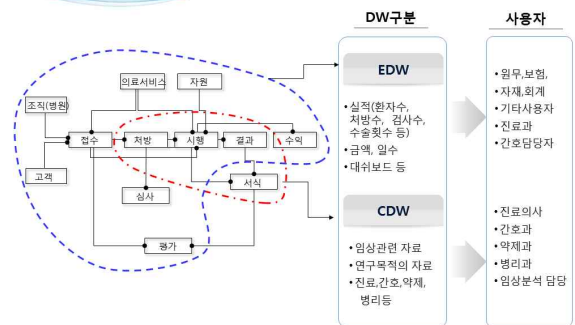 DW구분
사용자
의료서비스
자원
조직(병원)
접수
처방
시행
결과
수익
고객
심사
서식
평가
EDW
•실적(환자수,
처방수, 검사수,
수술횟수 등)
•금액, 일수
•대쉬보드 등
CDW
•임상관련 자료
•연구목적의 자료
•진료,간호,약제,
병리등
•원무,보험,
•자재,회계
•기타사용자
•진료과
•간호담당자
•진료의사
•간호과
•약제과
•병리과
•임상분석 담당